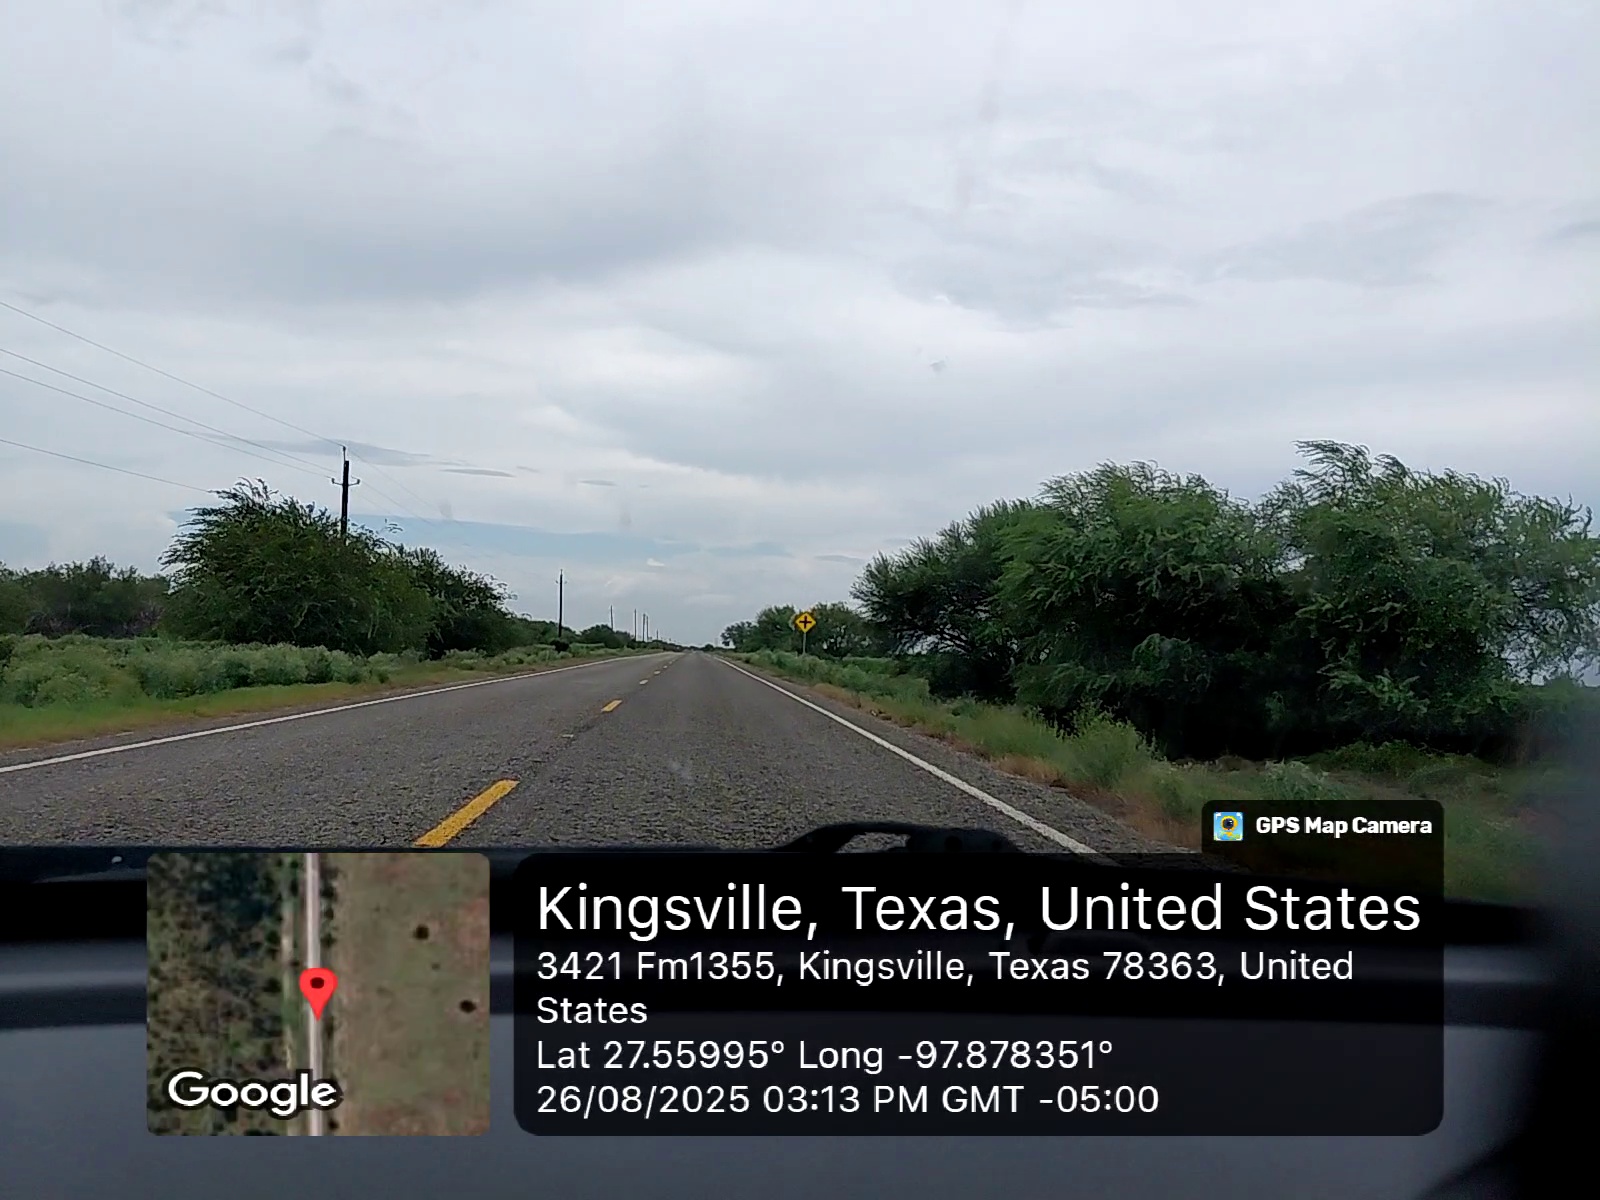 GPS Map Camera
Kingsville, Texas, United States
3421 Fm1355, Kingsville, Texas 78363, United
States
Lat 27.55995° Long -97.878351°
26/08/2025 03:13 PM GMT -05:00
Google